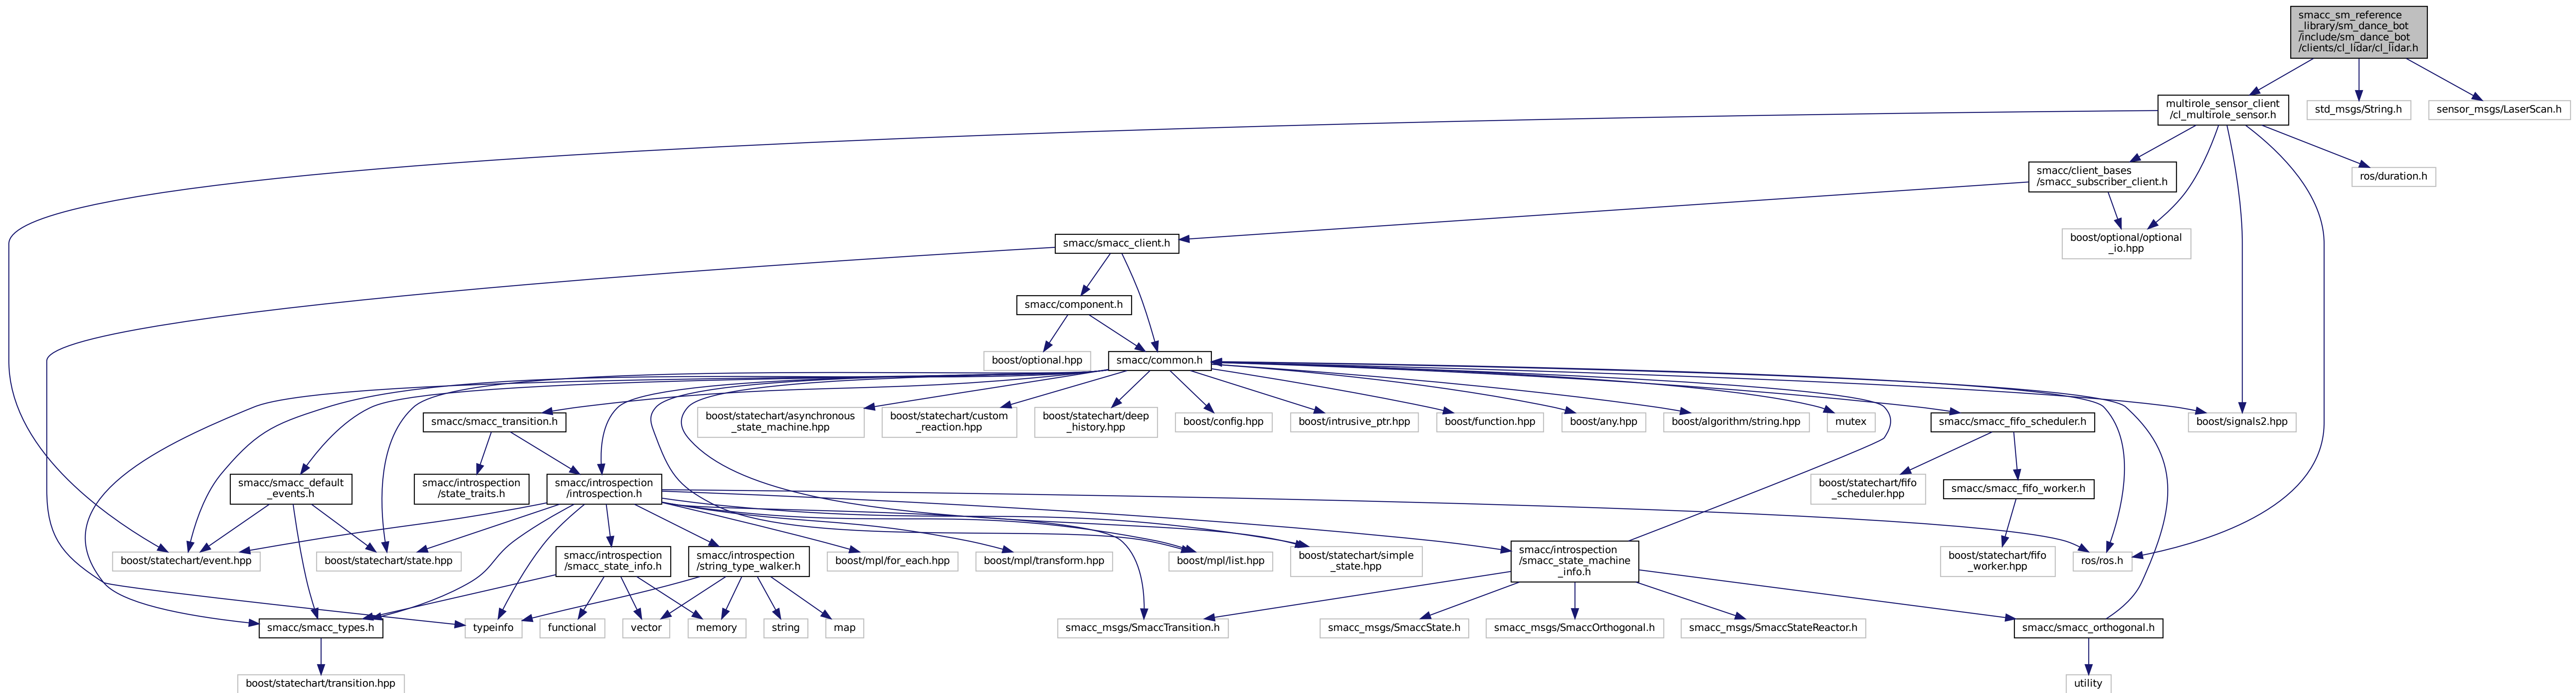 smacc_sm_reference
_library/sm_dance_bot
/include/sm_dance_bot
/clients/cl_lidar/cl_lidar.h
multirole_sensor_client
/cl_multirole_sensor.h
std_msgs/String.h
sensor_msgs/LaserScan.h
smacc/client_bases
/smacc_subscriber_client.h
ros/duration.h
smacc/smacc_client.h
boost/optional/optional
_io.hpp
smacc/component.h
boost/optional.hpp
smacc/common.h
smacc/smacc_transition.h
boost/statechart/asynchronous
_state_machine.hpp
boost/statechart/custom
_reaction.hpp
boost/statechart/deep
_history.hpp
boost/config.hpp
boost/intrusive_ptr.hpp
boost/function.hpp
boost/any.hpp
boost/algorithm/string.hpp
mutex
smacc/smacc_fifo_scheduler.h
boost/signals2.hpp
smacc/smacc_default
_events.h
smacc/introspection
/state_traits.h
smacc/introspection
/introspection.h
boost/statechart/fifo
_scheduler.hpp
smacc/smacc_fifo_worker.h
boost/statechart/event.hpp
boost/statechart/state.hpp
smacc/introspection
/smacc_state_info.h
smacc/introspection
/string_type_walker.h
boost/mpl/for_each.hpp
boost/mpl/transform.hpp
boost/mpl/list.hpp
boost/statechart/simple
_state.hpp
smacc/introspection
/smacc_state_machine
_info.h
boost/statechart/fifo
_worker.hpp
ros/ros.h
smacc/smacc_types.h
typeinfo
functional
vector
memory
string
map
smacc_msgs/SmaccTransition.h
smacc_msgs/SmaccState.h
smacc_msgs/SmaccOrthogonal.h
smacc_msgs/SmaccStateReactor.h
smacc/smacc_orthogonal.h
boost/statechart/transition.hpp
utility